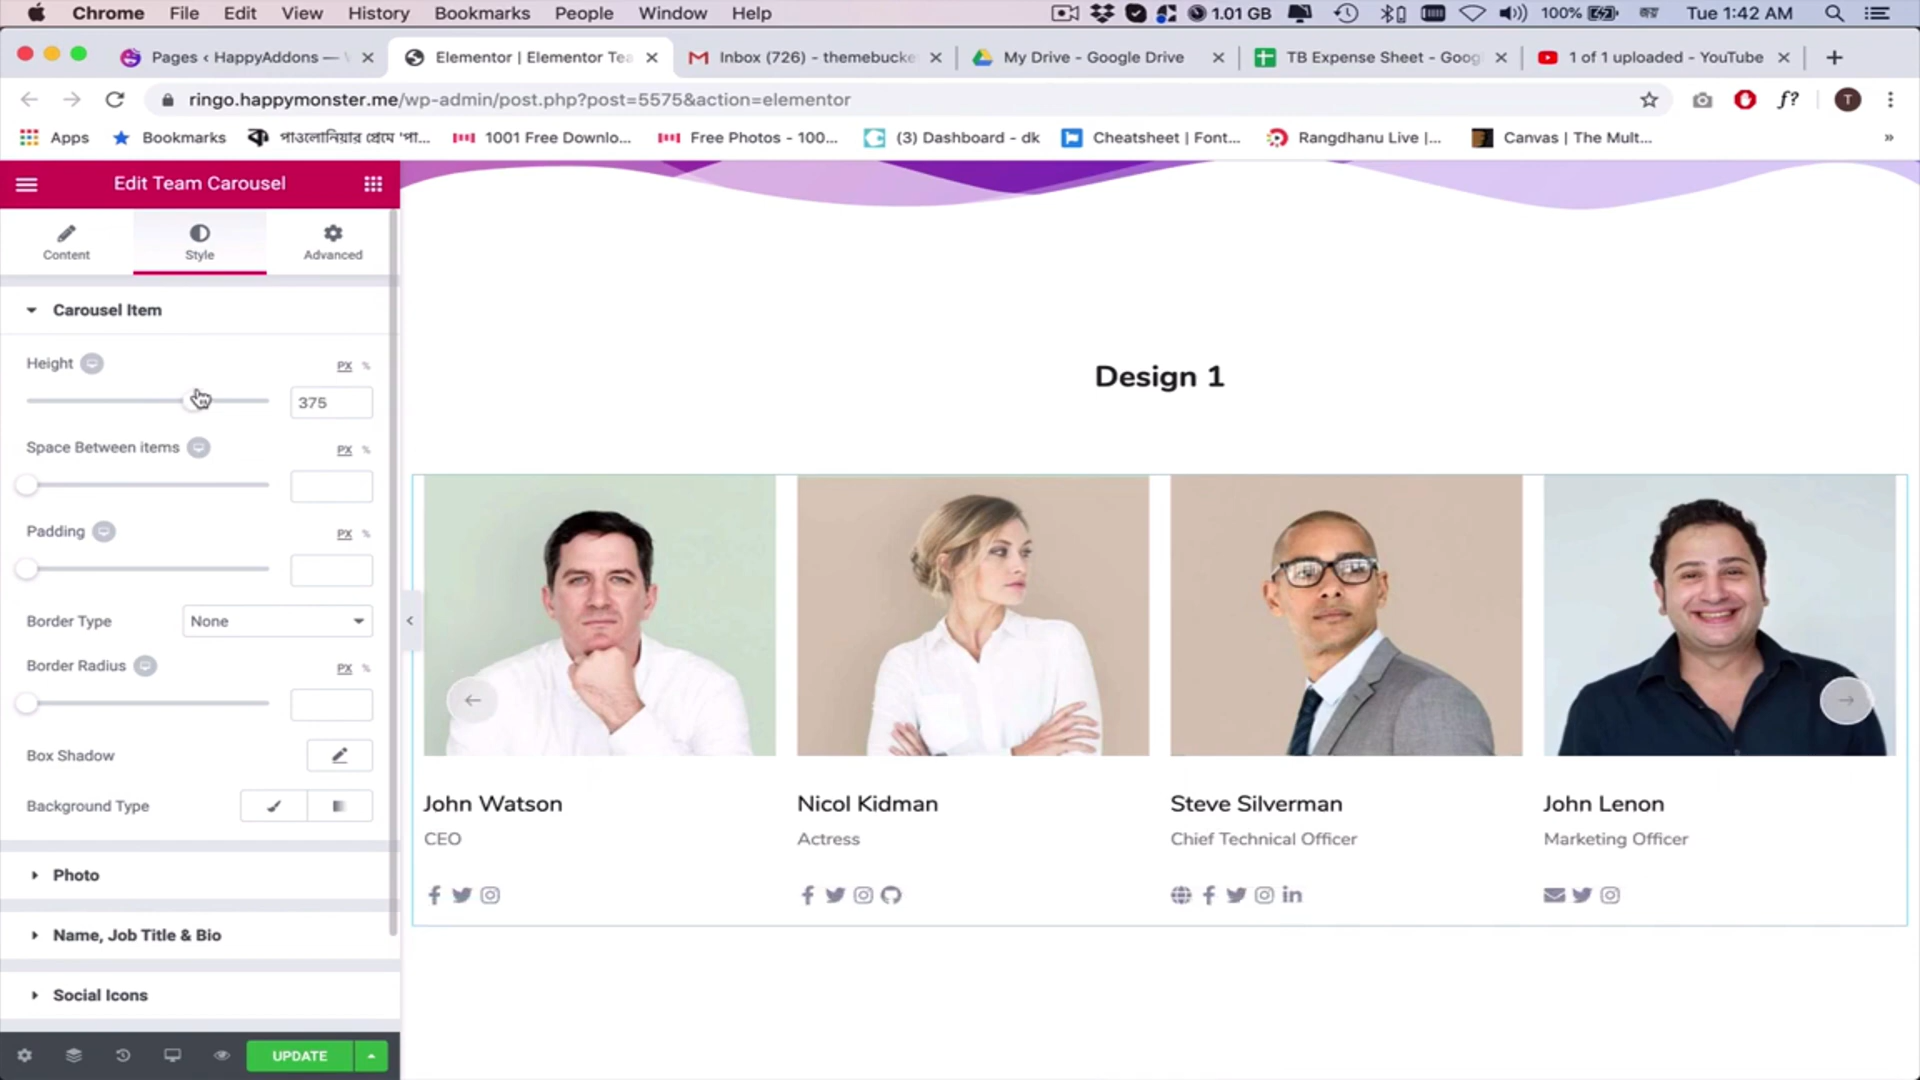 Chrome File Edit View History Bookmarks People Window Help 1.01 GB 100% Tue 1:42 AM
Pages ‹ HappyAddons —
Elementor | Elementor Tea
Inbox (726) - themebucke
My Drive - Google Drive
TB Expense Sheet - Goog
1 of 1 uploaded - YouTube
ringo.happymonster.me/wp-admin/post.php?post=5575&action=elementor
f?
T
Apps
Bookmarks
পাওলোনিয়ার প্রেমে 'পা...
1001 Free Downlo...
Free Photos - 100...
(3) Dashboard - dk
Cheatsheet | Font...
Rangdhanu Live |...
Canvas | The Mult...
»
Edit Team Carousel
Content
Style
Advanced
Carousel Item
Height PX %
375
Space Between items PX %
Padding PX %
Border Type None
Border Radius PX %
Box Shadow
Background Type
Photo
Name, Job Title & Bio
Social Icons
UPDATE
Design 1
John Watson
CEO
Nicol Kidman
Actress
Steve Silverman
Chief Technical Officer
John Lenon
Marketing Officer